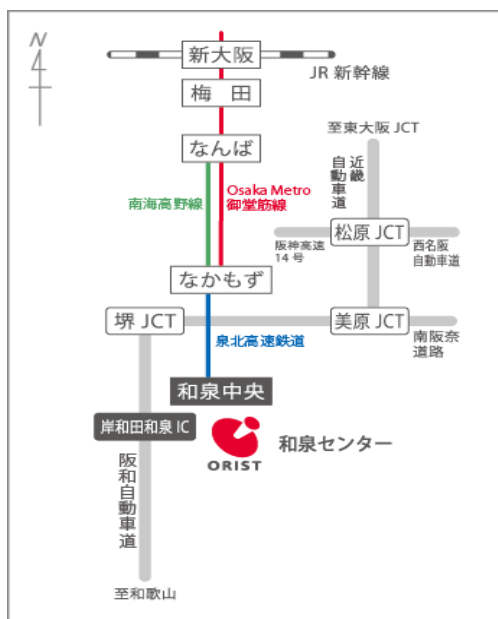 N
新大阪
JR 新幹線
梅 田
至東大阪 JCT
なんば
近畿
自動車道
南海高野線
Osaka Metro
御堂筋線
松原 JCT
阪神高速
14 号
西名阪
自動車道
なかもず
堺 JCT
美原 JCT
泉北高速鉄道
南阪奈
道路
和泉中央
岸和田和泉 IC
ORIST
和泉センター
阪和自動車道
至和歌山